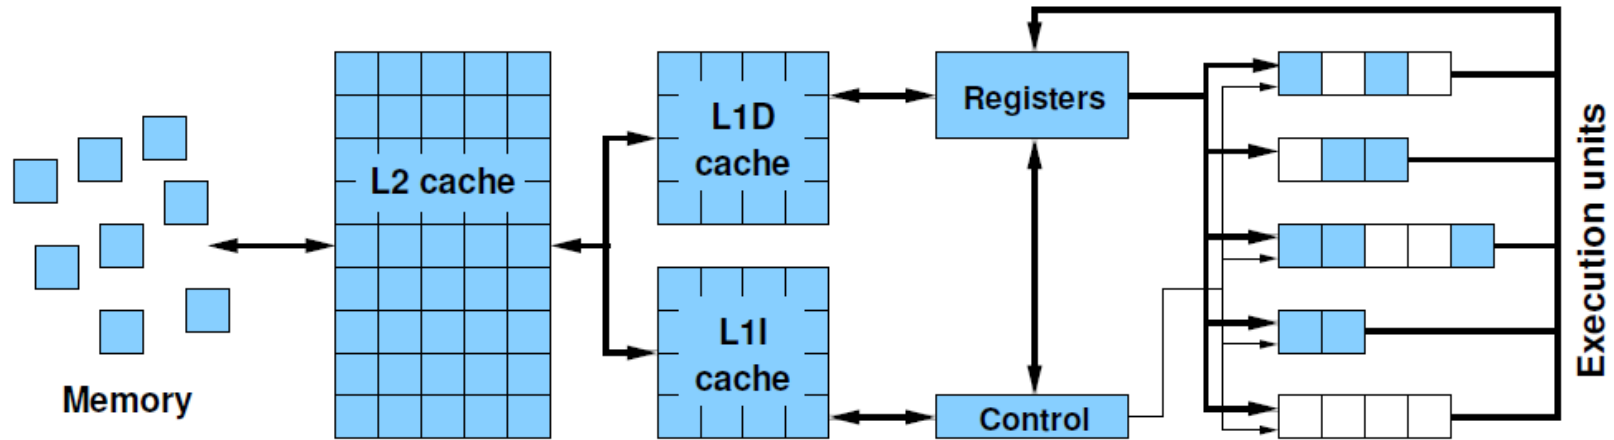 Memory
L2 cache
L1D
cache
L1I
cache
Registers
Control
Execution units